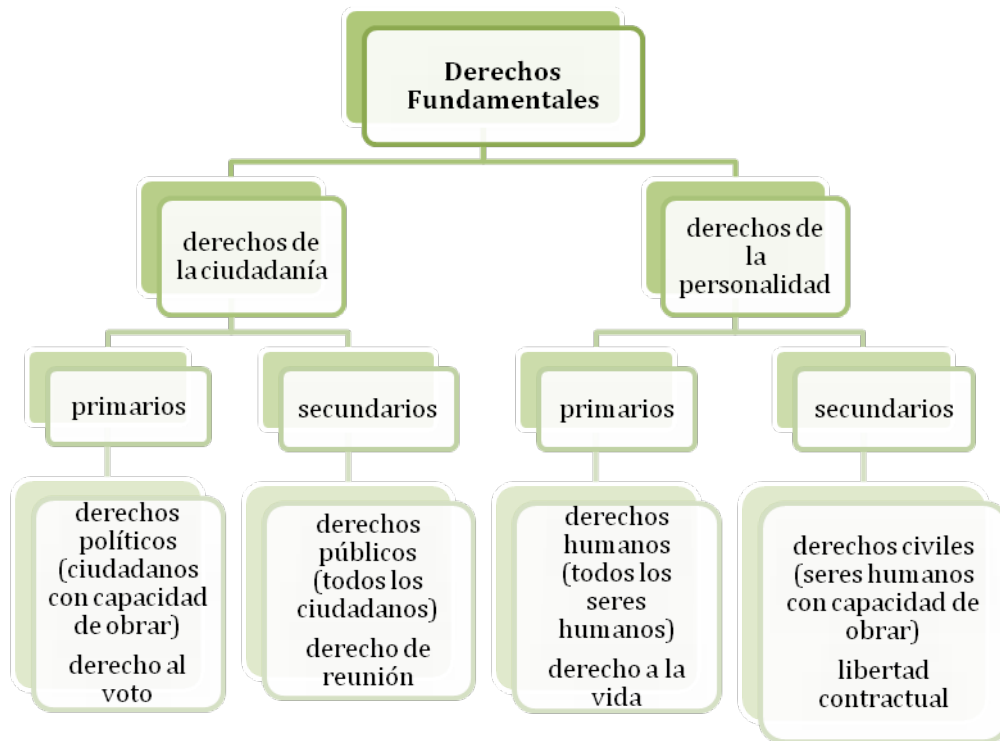 Derechos
Fundamentales
derechos de
la ciudadanía
derechos de
la
personalidad
primarios
secundarios
primarios
secundarios
derechos
políticos
(ciudadanos
con capacidad
de obrar)
derecho al
voto
derechos
públicos
(todos los
ciudadanos)
derecho de
reunión
derechos
humanos
(todos los
seres
humanos)
derecho a la
vida
derechos civiles
(seres humanos
con capacidad de
obrar)
libertad
contractual